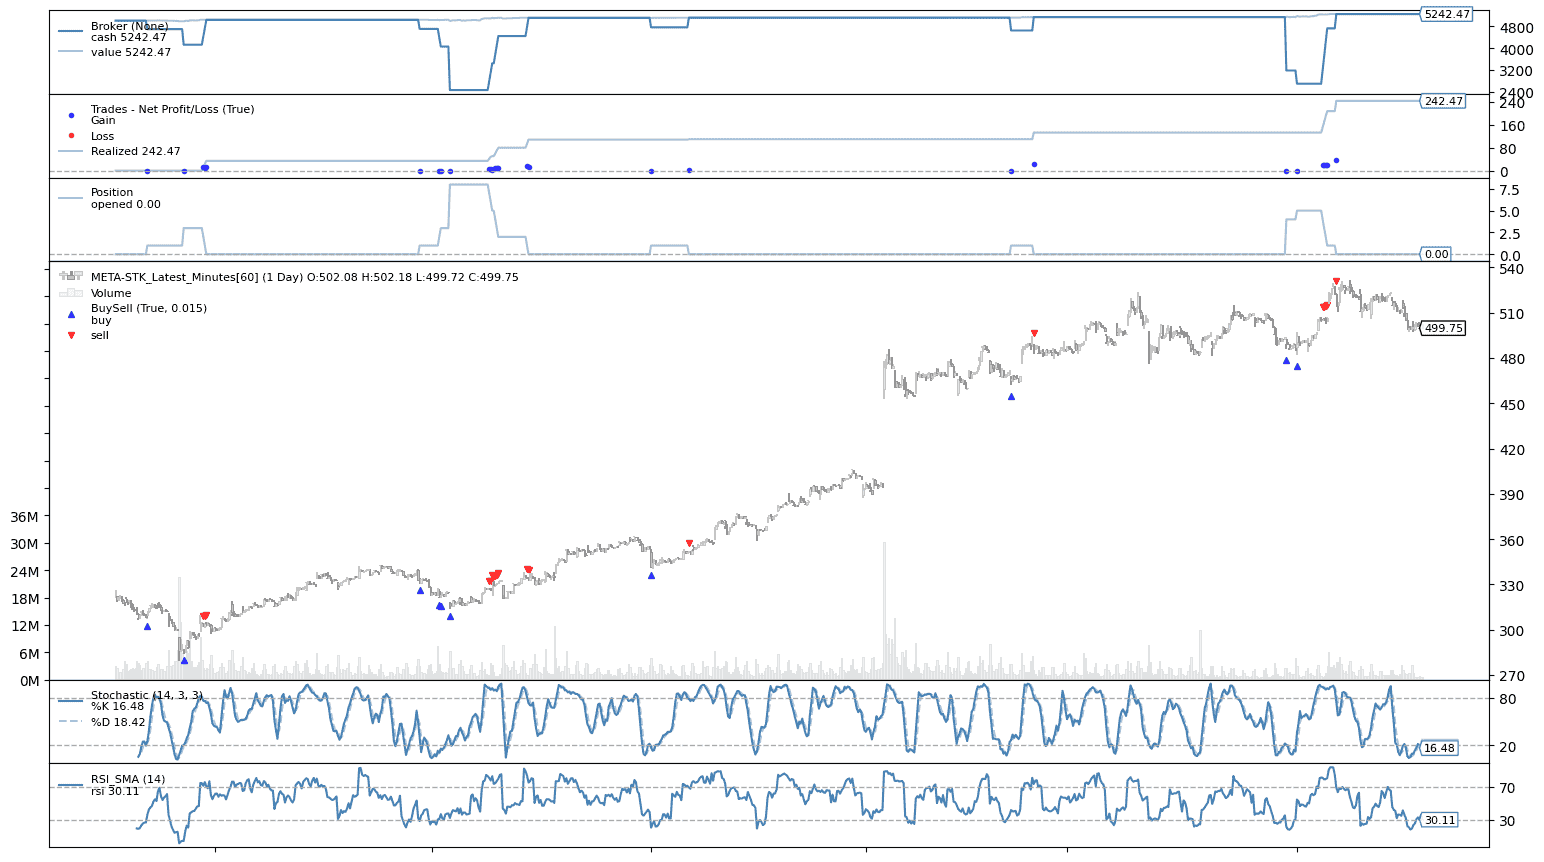 Broker (None)
cash 5242.47
value 5242.47
5242.47
4800
4000
3200
2400
Trades - Net Profit/Loss (True)
Gain
Loss
Realized 242.47
242.47
240
160
80
0
Position
opened 0.00
7.5
5.0
2.5
0.0
0.00
META-STK_Latest_Minutes[60] (1 Day) O:502.08 H:502.18 L:499.72 C:499.75
Volume
BuySell (True, 0.015)
buy
sell
540
510
499.75
480
450
420
390
360
330
300
270
36M
30M
24M
18M
12M
6M
0M
Stochastic (14, 3, 3)
%K 16.48
%D 18.42
80
20
16.48
RSI_SMA (14)
rsi 30.11
70
30
30.11